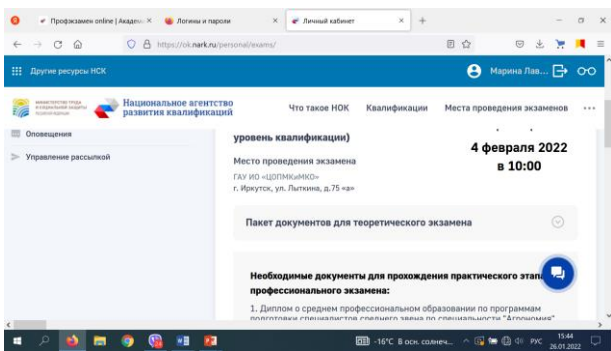 Профэкзамен online | Академ
Логины и пароли
Личный кабинет
https://ok.nark.ru/personal/exams/
Другие ресурсы НСК
Марина Лав...
Национальное агентство
развития квалификаций
Что такое НОК
Квалификации
Места проведения экзаменов
Оповещения
Управление рассылкой
уровень квалификации)
Место проведения экзамена
ГАУ ИО «ЦОПМКиМКО»
г. Иркутск, ул. Лыткина, д.75 «а»
4 февраля 2022
в 10:00
Пакет документов для теоретического экзамена
Необходимые документы для прохождения практического этапа
профессионального экзамена:
1. Диплом о среднем профессиональном образовании по программам
подготовки специалистов среднего звена по специальности "Агрономия"
-16°C В осн. солнеч...
РУС
15:44
26.01.2022